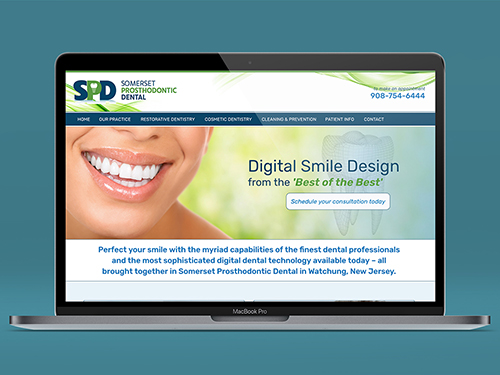 SPD
SOMERSET
PROSTHODONTIC
DENTAL
to make an appointment
908-754-6444
HOME OUR PRACTICE RESTORATIVE DENTISTRY COSMETIC DENTISTRY CLEANING & PREVENTION PATIENT INFO CONTACT
Digital Smile Design
from the 'Best of the Best'
Schedule your consultation today
Perfect your smile with the myriad capabilities of the finest dental professionals
and the most sophisticated digital dental technology available today – all
brought together in Somerset Prosthodontic Dental in Watchung, New Jersey.
MacBook Pro